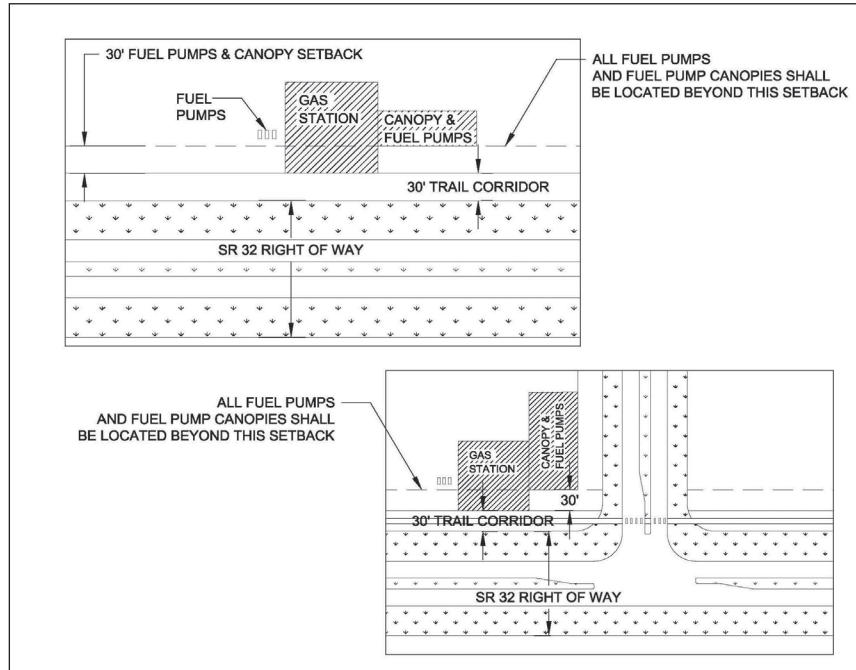 30' FUEL PUMPS & CANOPY SETBACK
ALL FUEL PUMPS
AND FUEL PUMP CANOPIES SHALL
BE LOCATED BEYOND THIS SETBACK
FUEL
PUMPS
GAS
STATION
CANOPY &
FUEL PUMPS
30' TRAIL CORRIDOR
SR 32 RIGHT OF WAY
ALL FUEL PUMPS
AND FUEL PUMP CANOPIES SHALL
BE LOCATED BEYOND THIS SETBACK
GAS
STATION
CANOPY &
FUEL PUMPS
30'
30' TRAIL CORRIDOR
SR 32 RIGHT OF WAY